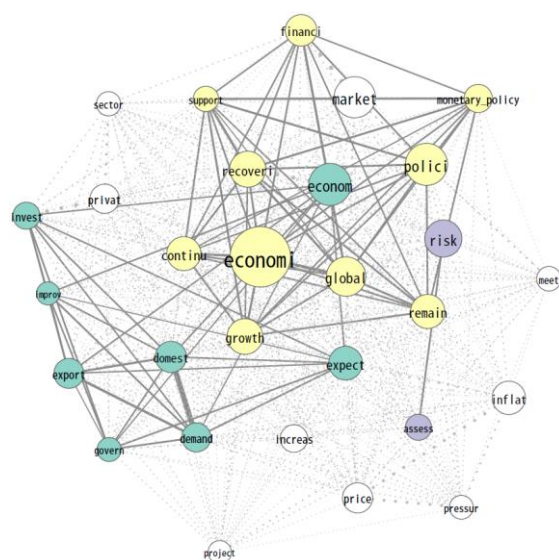 financi
sector
support
market
monetary_policy
recoveri
polici
econom
privat
invest
risk
continu
economi
global
meet
improv
remain
growth
domest
export
expect
inflat
assess
demand
increas
govern
price
pressur
project